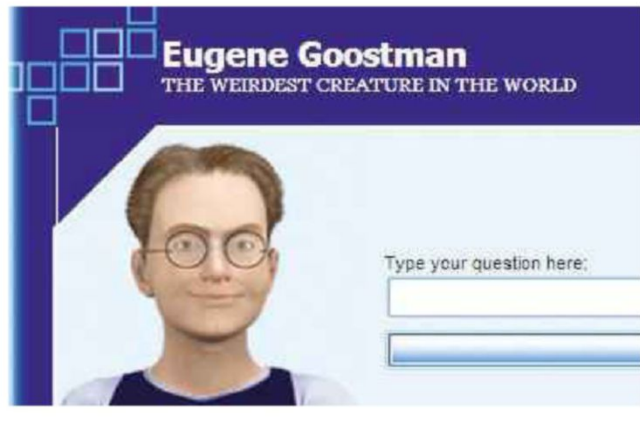 Eugene Goostman
THE WEIRDEST CREATURE IN THE WORLD
Type your question here: